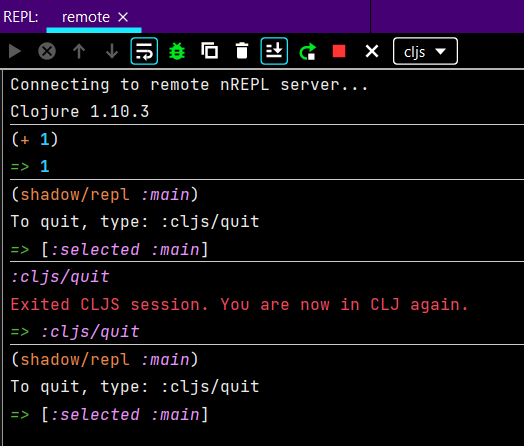 REPL: remote
cljs
Connecting to remote nREPL server...
Clojure 1.10.3
(+ 1)
=> 1
(shadow/repl :main)
To quit, type: :cljs/quit
=> [:selected :main]
:cljs/quit
Exited CLJS session. You are now in CLJ again.
=> :cljs/quit
(shadow/repl :main)
To quit, type: :cljs/quit
=> [:selected :main]